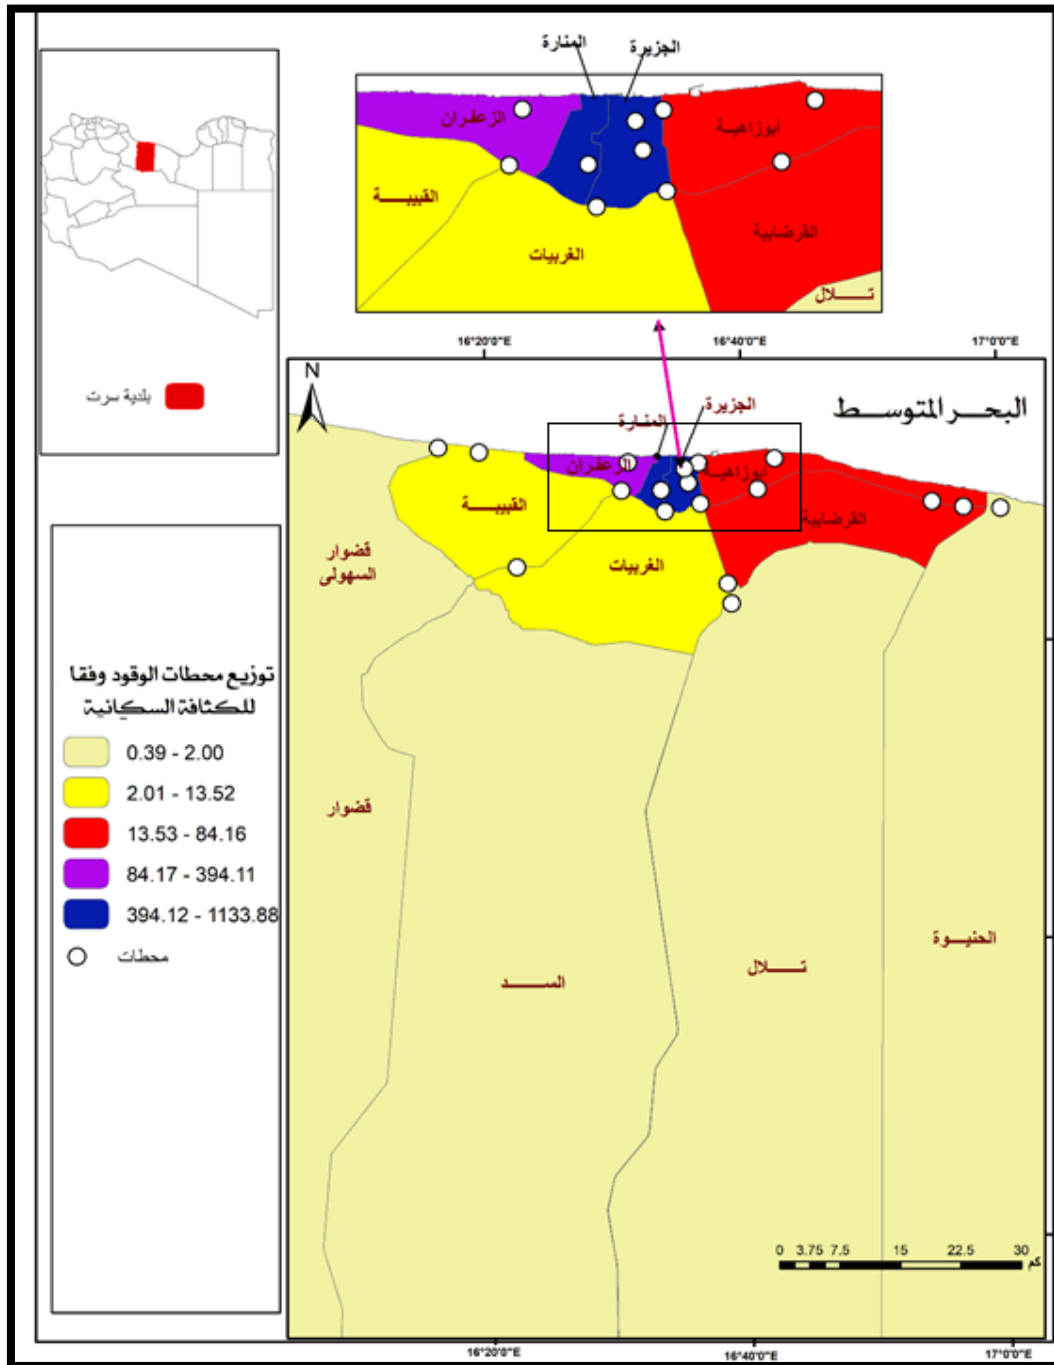 المنارة
الجزيرة
الزعفران
أبوزاهية
القبيبة
القرضابية
الغربيات
تلال
بلدية سرت
16°20'0"E
16°40'0"E
17°0'0"E
N
البحر المتوسط
الجزيرة
المنارة
الزعفران
أبوزاهية
القبيبة
القرضابية
قضوار
السهولي
الغربيات
توزيع محطات الوقود وفقا
للكثافة السكانية
0.39 - 2.00
2.01 - 13.52
13.53 - 84.16
84.17 - 394.11
394.12 - 1133.88
محطات
قضوار
الحنيوة
تلال
السد
0 3.75 7.5 15 22.5 30
كم
16°20'0"E
16°40'0"E
17°0'0"E